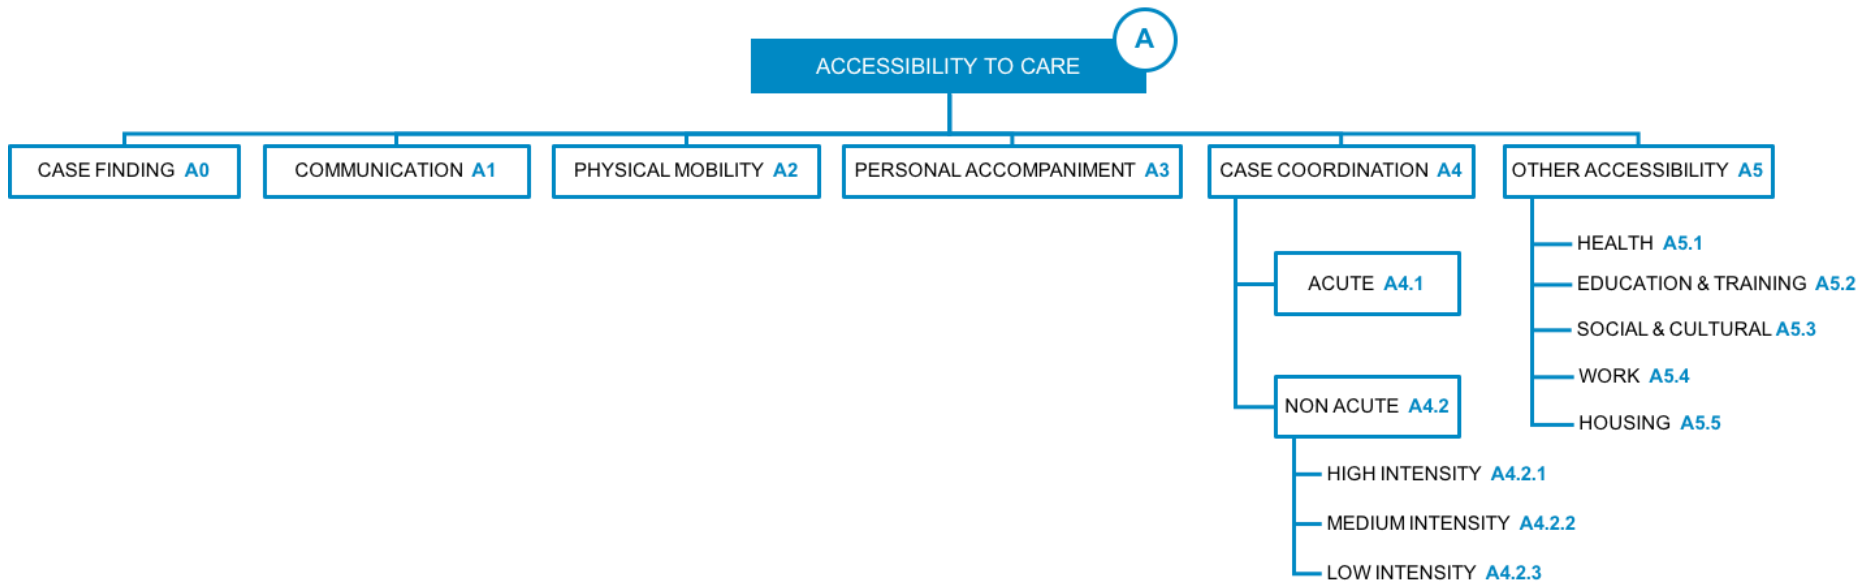 A
ACCESSIBILITY TO CARE
CASE FINDING A0
COMMUNICATION A1
PHYSICAL MOBILITY A2
PERSONAL ACCOMPANIMENT A3
CASE COORDINATION A4
OTHER ACCESSIBILITY A5
ACUTE A4.1
NON ACUTE A4.2
HIGH INTENSITY A4.2.1
MEDIUM INTENSITY A4.2.2
LOW INTENSITY A4.2.3
HEALTH A5.1
EDUCATION & TRAINING A5.2
SOCIAL & CULTURAL A5.3
WORK A5.4
HOUSING A5.5